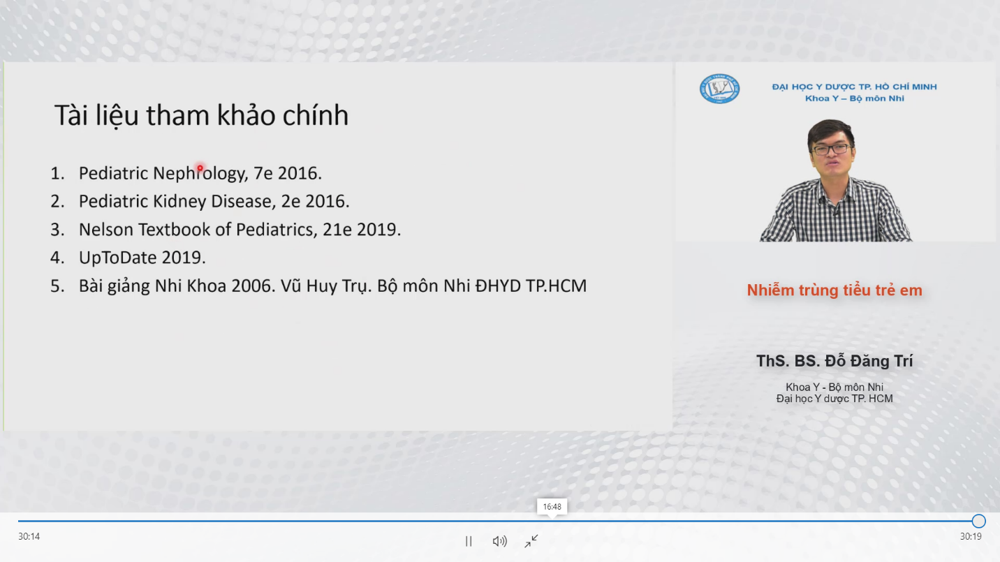 Tài liệu tham khảo chính
1. Pediatric Nephrology, 7e 2016.
2. Pediatric Kidney Disease, 2e 2016.
3. Nelson Textbook of Pediatrics, 21e 2019.
4. UpToDate 2019.
5. Bài giảng Nhi Khoa 2006. Vũ Huy Trụ. Bộ môn Nhi ĐHYD TP.HCM
ĐẠI HỌC Y DƯỢC TP. HỒ CHÍ MINH
Khoa Y – Bộ môn Nhi
Nhiễm trùng tiểu trẻ em
ThS. BS. Đỗ Đăng Trí
Khoa Y - Bộ môn Nhi
Đại học Y dược TP. HCM
16:48
30:14
30:19